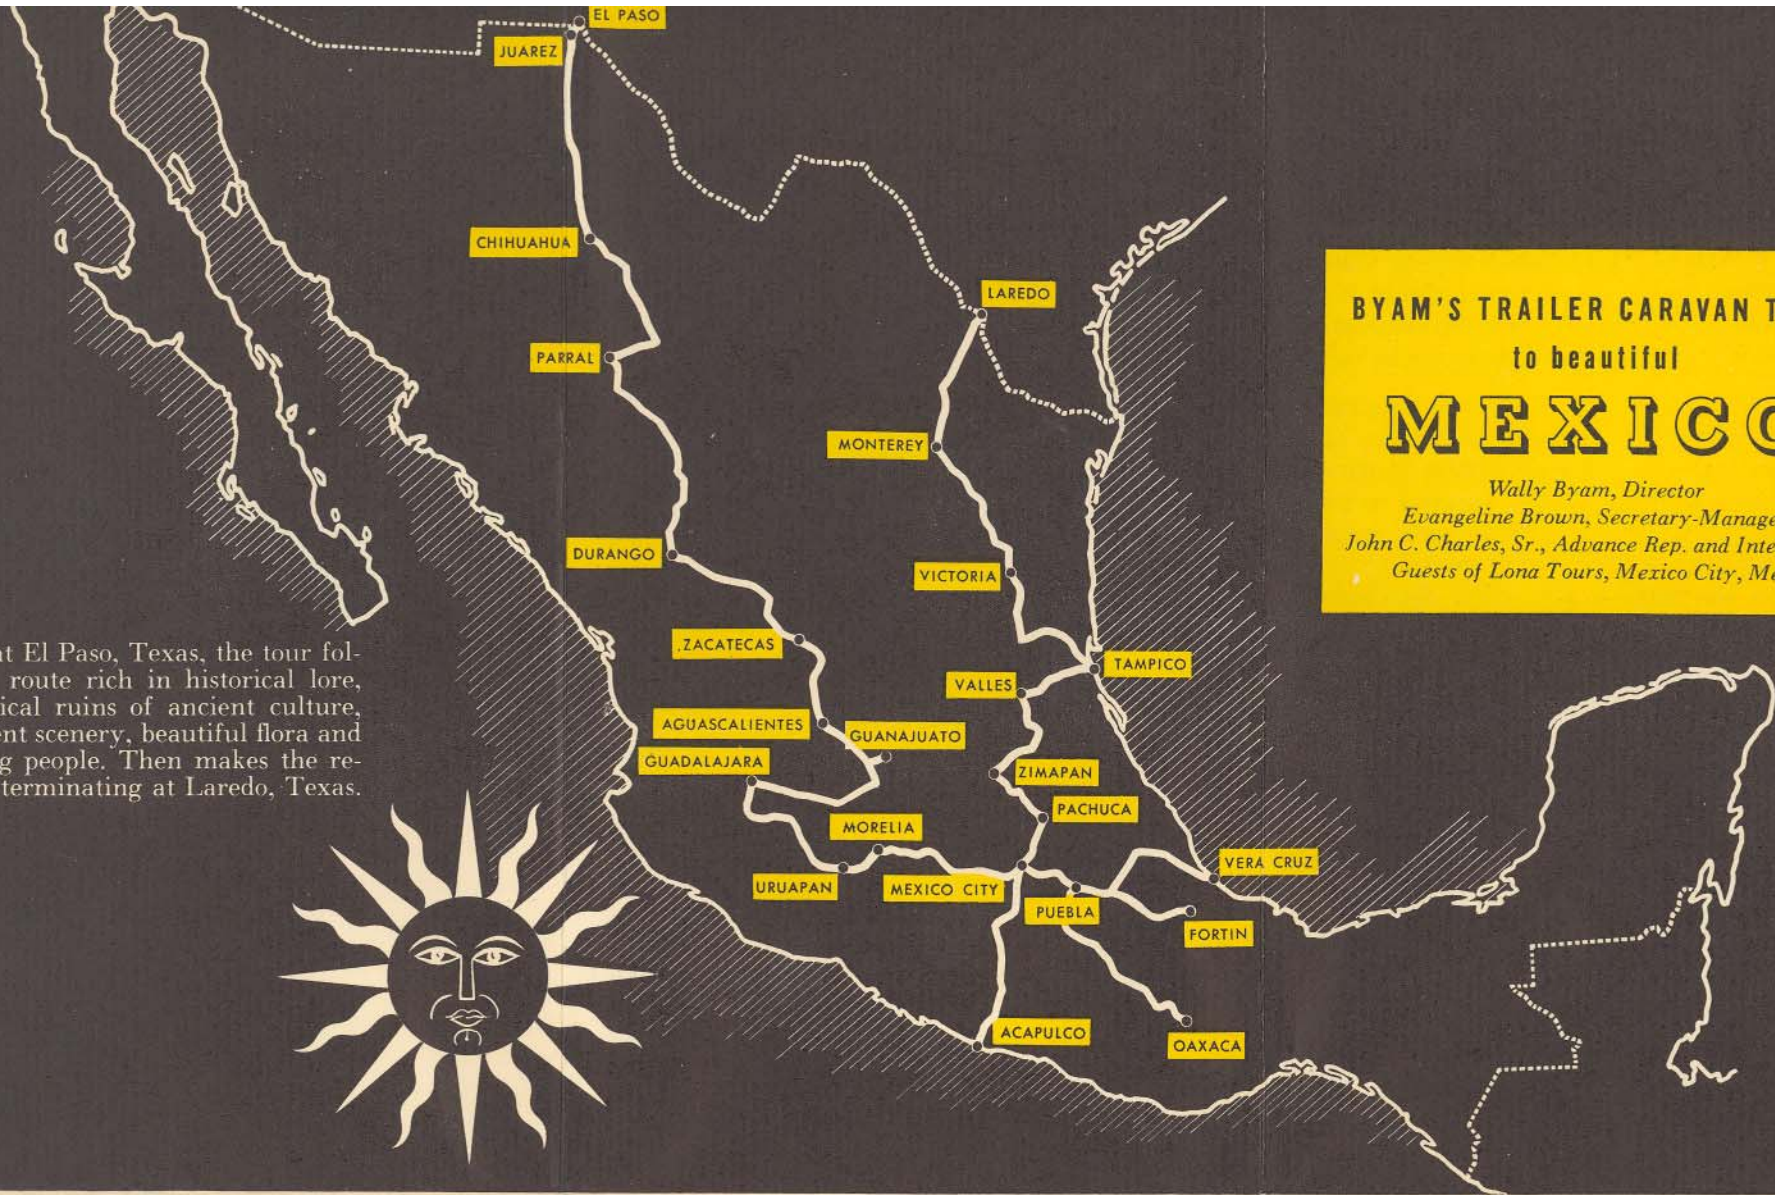 EL PASO
JUAREZ
CHIHUAHUA
LAREDO
PARRAL
MONTEREY
DURANGO
VICTORIA
ZACATECAS
TAMPICO
VALLES
AGUASCALIENTES
GUANAJUATO
GUADALAJARA
ZIMAPAN
PACHUCA
MORELIA
VERA CRUZ
URUAPAN
MEXICO CITY
PUEBLA
FORTIN
ACAPULCO
OAXACA
BYAM'S TRAILER CARAVAN T
to beautiful
MEXICO
Wally Byam, Director
Evangeline Brown, Secretary-Manage
John C. Charles, Sr., Advance Rep. and Inte
Guests of Lona Tours, Mexico City, Me
at El Paso, Texas, the tour fol-
route rich in historical lore,
ical ruins of ancient culture,
ent scenery, beautiful flora and
g people. Then makes the re-
terminating at Laredo, Texas.